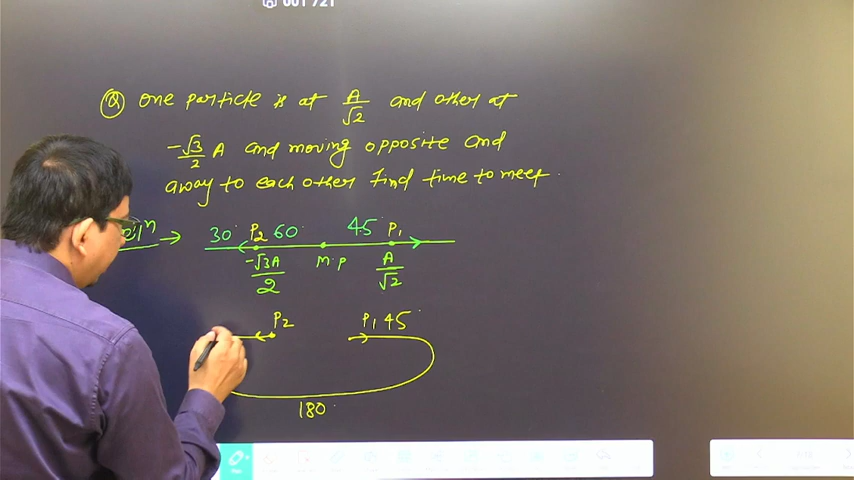 Q One particle is at A/√2 and other at
-√3/2 A and moving opposite and
away to each other Find time to meet.
30° P2 60° 45° P1
-√3A/2 M.P A/√2
P2 P1 45°
180°